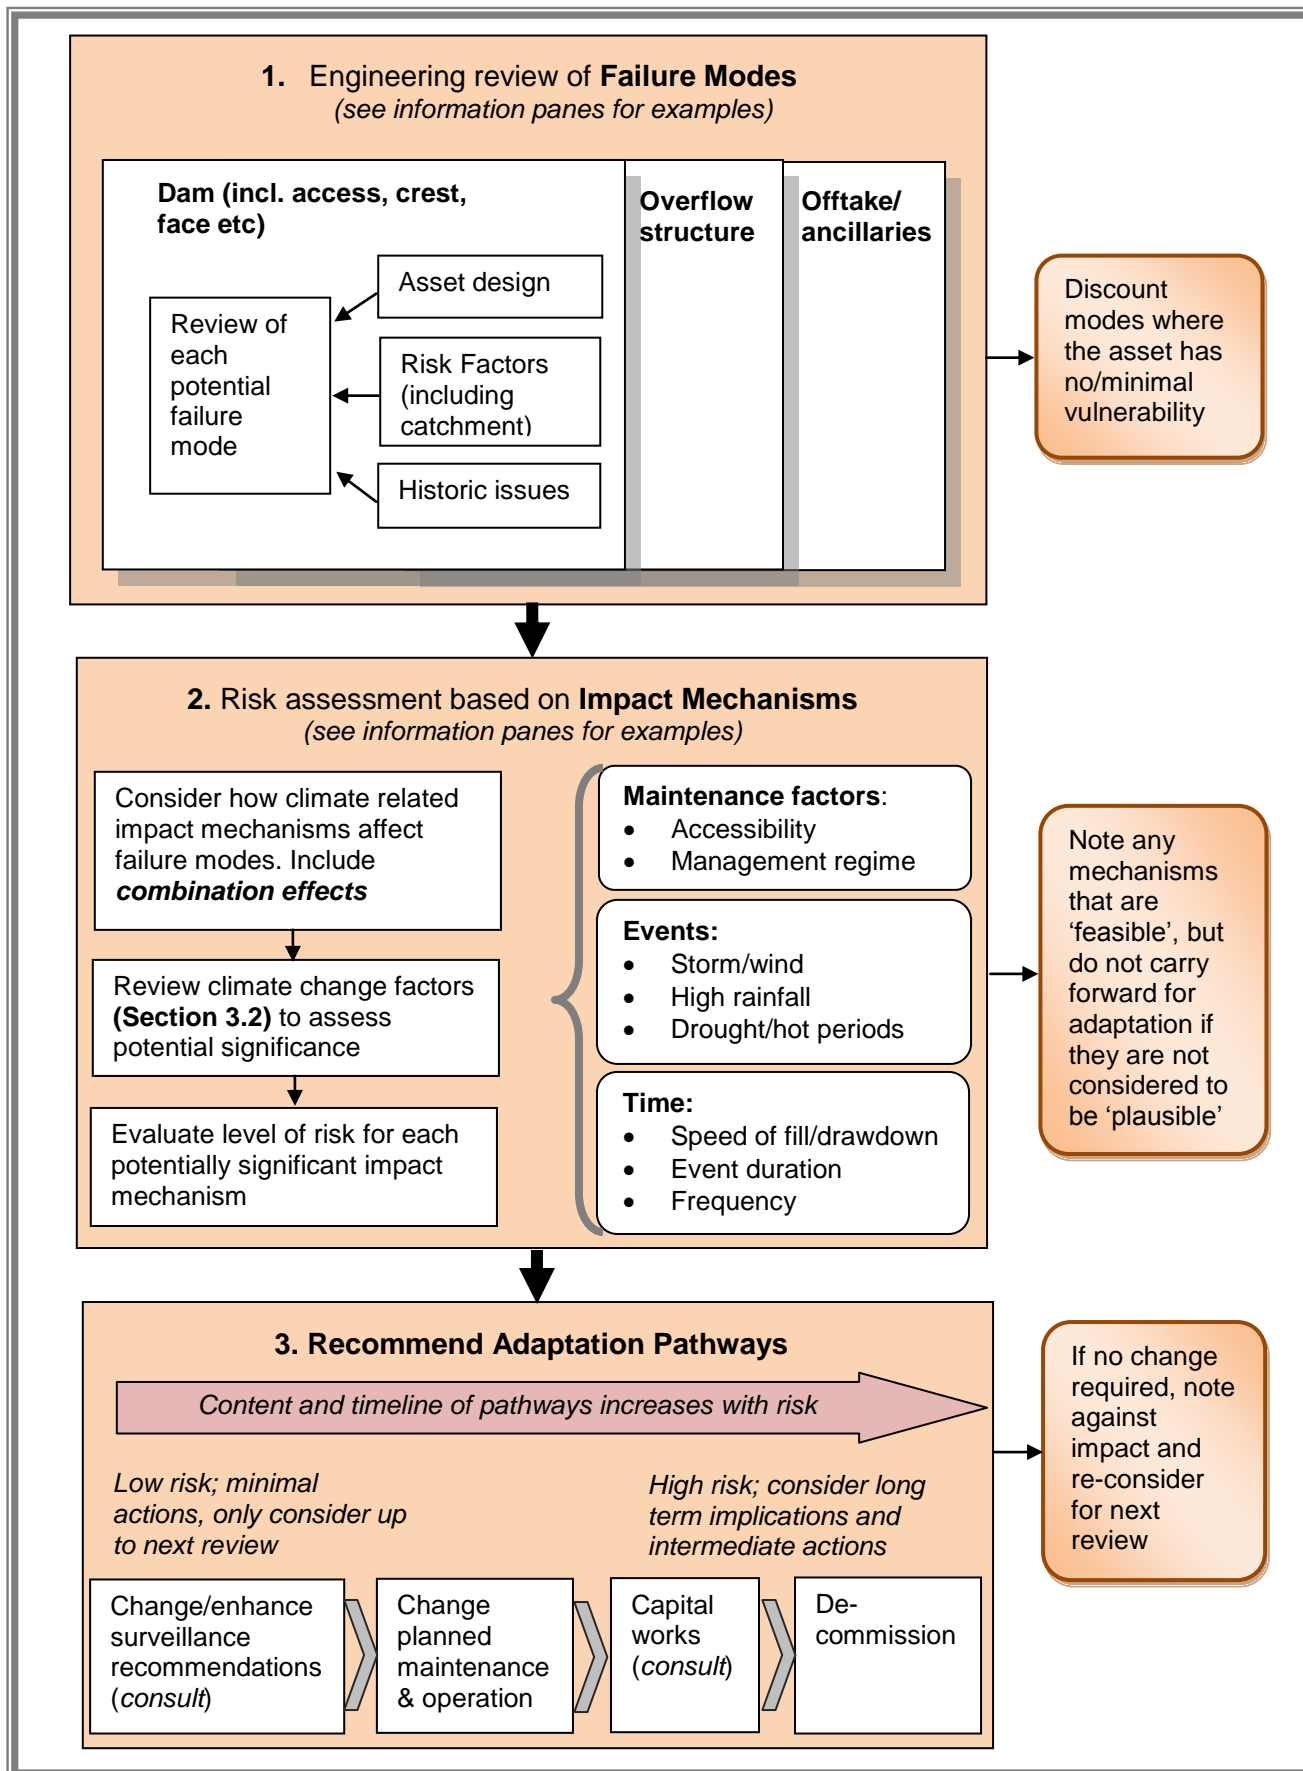 1. Engineering review of Failure Modes
(see information panes for examples)
Dam (incl. access, crest,
face etc)
Overflow
structure
Offtake/
ancillaries
Asset design
Review of
each
potential
failure
mode
Risk Factors
(including
catchment)
Historic issues
Discount
modes where
the asset has
no/minimal
vulnerability
2. Risk assessment based on Impact Mechanisms
(see information panes for examples)
Consider how climate related
impact mechanisms affect
failure modes. Include
combination effects
Review climate change factors
(Section 3.2) to assess
potential significance
Evaluate level of risk for each
potentially significant impact
mechanism
Maintenance factors:
• Accessibility
• Management regime
Events:
• Storm/wind
• High rainfall
• Drought/hot periods
Time:
• Speed of fill/drawdown
• Event duration
• Frequency
Note any
mechanisms
that are
‘feasible’, but
do not carry
forward for
adaptation if
they are not
considered to
be ‘plausible’
3. Recommend Adaptation Pathways
Content and timeline of pathways increases with risk
Low risk; minimal
actions, only consider up
to next review
High risk; consider long
term implications and
intermediate actions
Change/enhance
surveillance
recommendations
(consult)
Change
planned
maintenance
& operation
Capital
works
(consult)
De-
commission
If no change
required, note
against
impact and
re-consider
for next
review